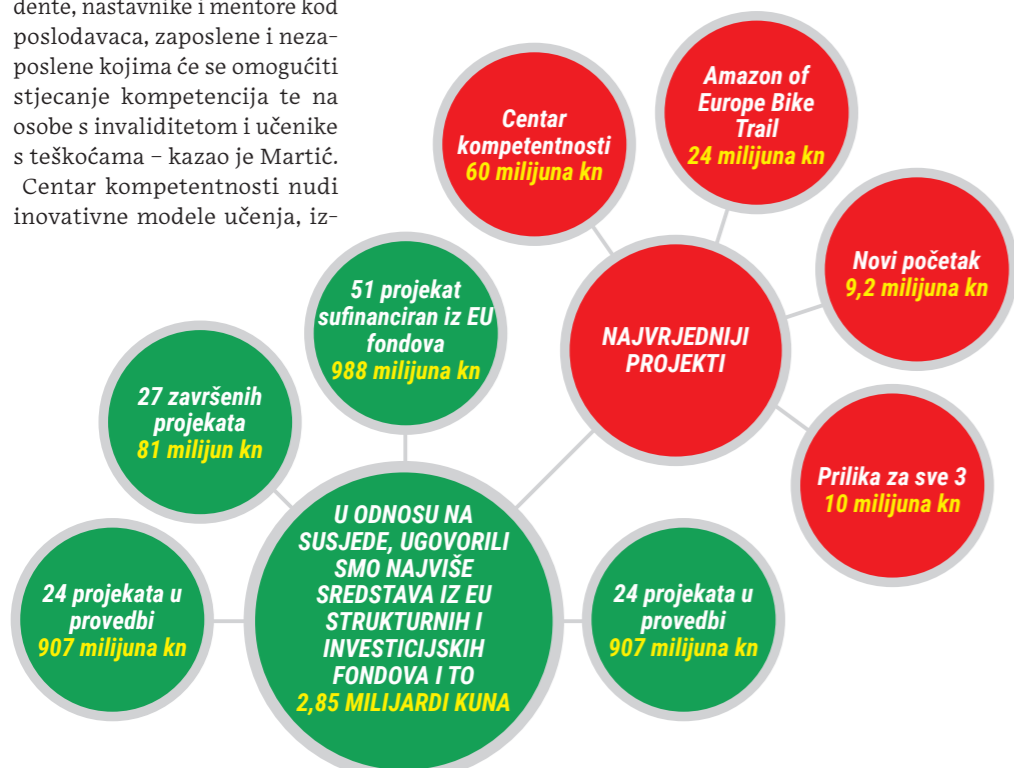 dente, nastavnike i mentore kod
poslodavaca, zaposlene i neza-
poslene kojima će se omogućiti
stjecanje kompetencija te na
osobe s invaliditetom i učenike
s teškoćama – kazao je Martić.
Centar kompetentnosti nudi
inovativne modele učenja, iz-
Centar
kompetentnosti
60 milijuna kn
Amazon of
Europe Bike
Trail
24 milijuna kn
Novi početak
9,2 milijuna kn
NAJVRJEDNIJI
PROJEKTI
Prilika za sve 3
10 milijuna kn
51 projekat
sufinanciran iz EU
fondova
988 milijuna kn
27 završenih
projekata
81 milijun kn
24 projekata u
provedbi
907 milijuna kn
U ODNOSU NA
SUSJEDE, UGOVORILI
SMO NAJVIŠE
SREDSTAVA IZ EU
STRUKTURNIH I
INVESTICIJSKIH
FONDOVA I TO
2,85 MILIJARDI KUNA
24 projekata u
provedbi
907 milijuna kn